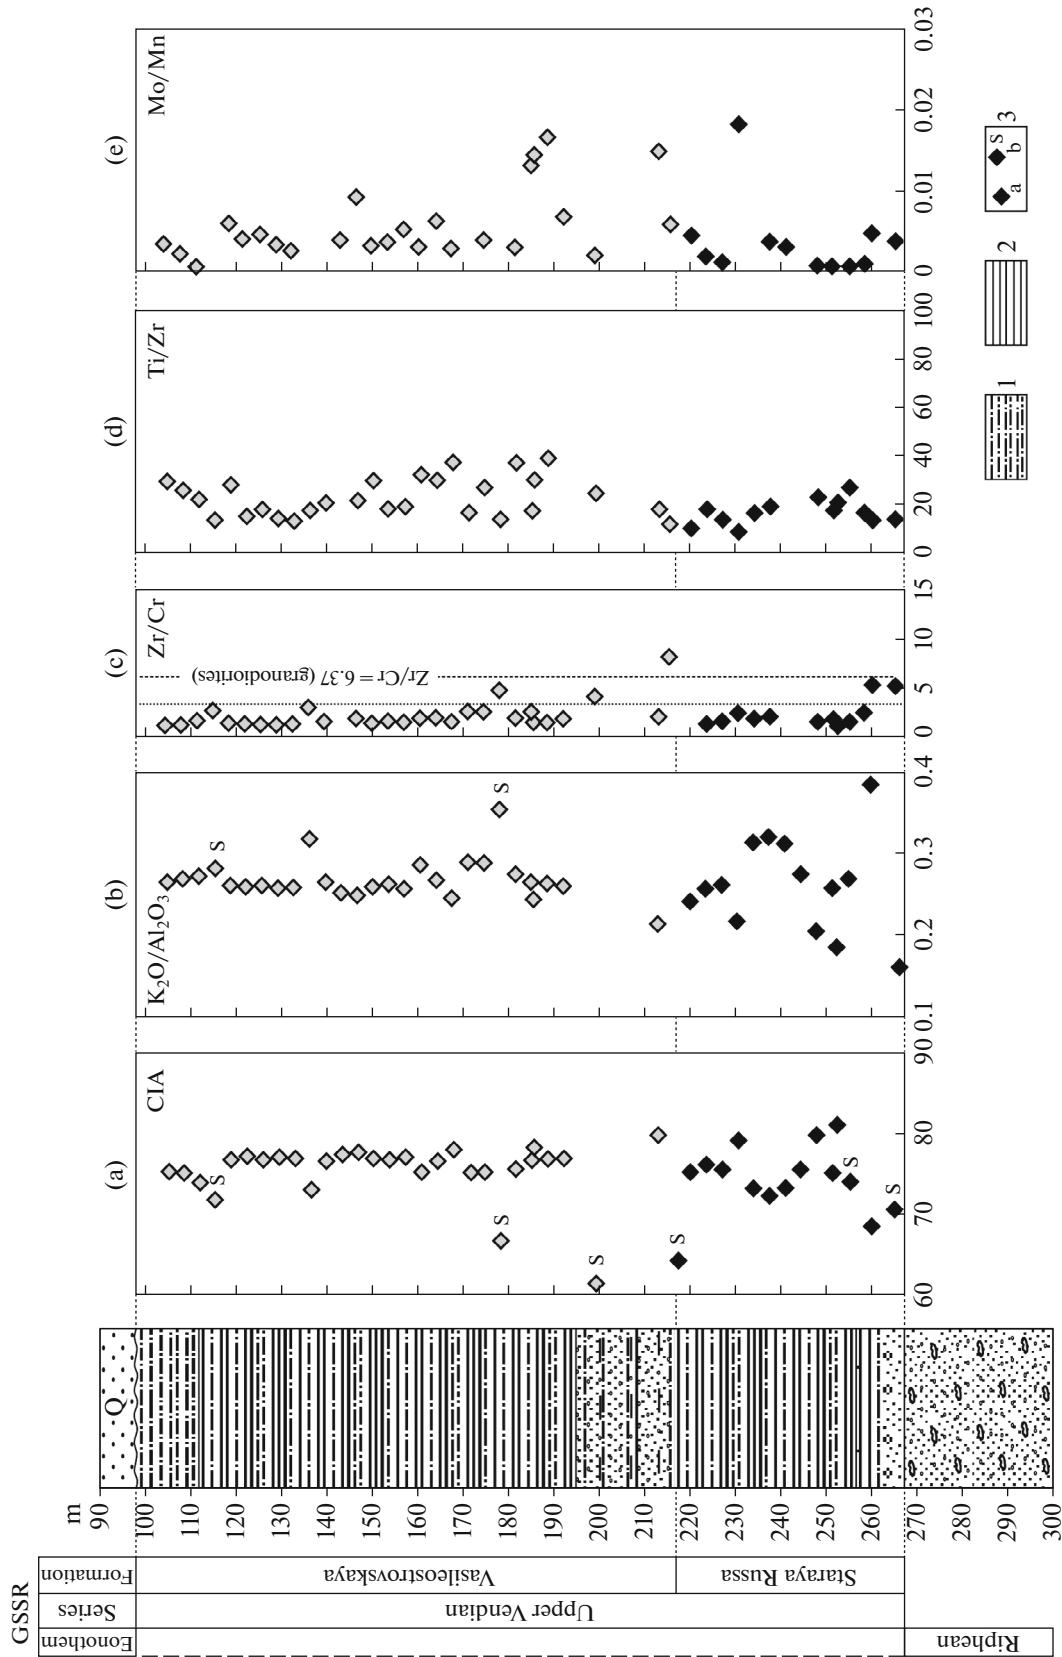 GSSR
Eonothem
Series
Formation
Riphean
Upper Vendian
Vasileostrovskaya
Staraya Russa
m
90
100
110
120
130
140
150
160
170
180
190
200
210
220
230
240
250
260
270
280
290
300
Q
(a)
CIA
S
S
S
S
S
S
60
70
80
90
(b)
K2O/Al2O3
S
S
0.1
0.2
0.3
0.4
(c)
Zr/Cr
Zr/Cr = 6.37 (granodiorites)
0
5
10
15
(d)
Ti/Zr
0
20
40
60
80
100
(e)
Mo/Mn
0
0.01
0.02
0.03
1
2
3
a
b
S